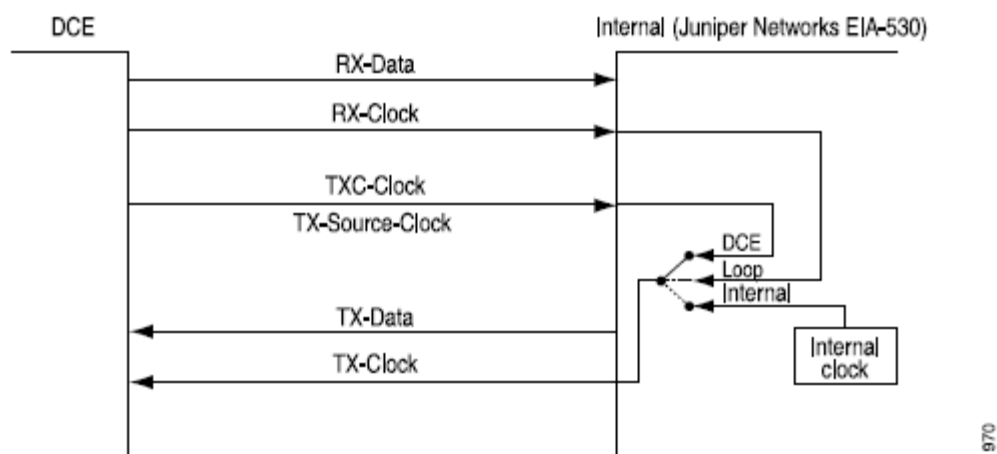 DCE
Internal (Juniper Networks EIA-530)
RX-Data
RX-Clock
TXC-Clock
TX-Source-Clock
DCE
Loop
Internal
TX-Data
TX-Clock
Internal
clock
970